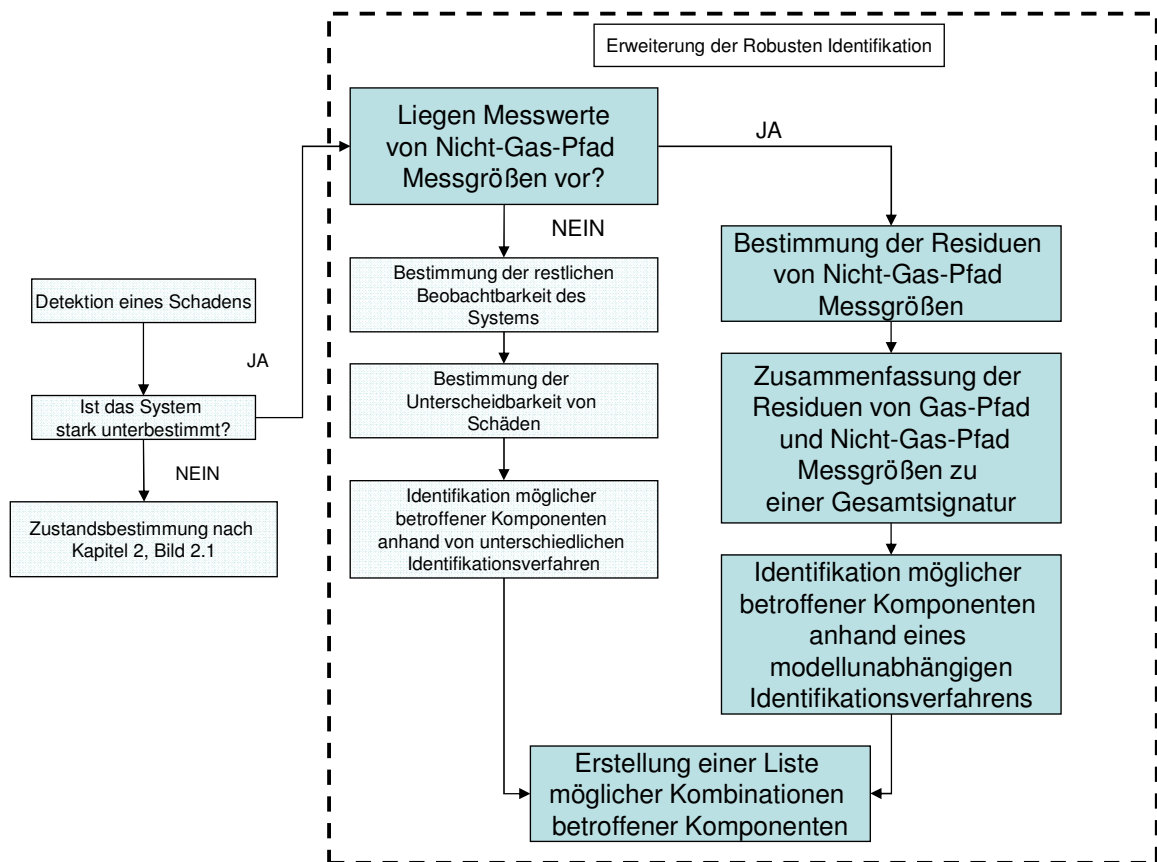 Erweiterung der Robusten Identifikation
Liegen Messwerte
von Nicht-Gas-Pfad
Messgrößen vor?
JA
NEIN
Bestimmung der Residuen
von Nicht-Gas-Pfad
Messgrößen
Bestimmung der restlichen
Beobachtbarkeit des
Systems
Detektion eines Schadens
JA
Zusammenfassung der
Residuen von Gas-Pfad
und Nicht-Gas-Pfad
Messgrößen zu
einer Gesamtsignatur
Bestimmung der
Unterscheidbarkeit von
Schäden
Ist das System
stark unterbestimmt?
NEIN
Identifikation möglicher
betroffener Komponenten
anhand von unterschiedlichen
Identifikationsverfahren
Zustandsbestimmung nach
Kapitel 2, Bild 2.1
Identifikation möglicher
betroffener Komponenten
anhand eines
modellunabhängigen
Identifikationsverfahrens
Erstellung einer Liste
möglicher Kombinationen
betroffener Komponenten